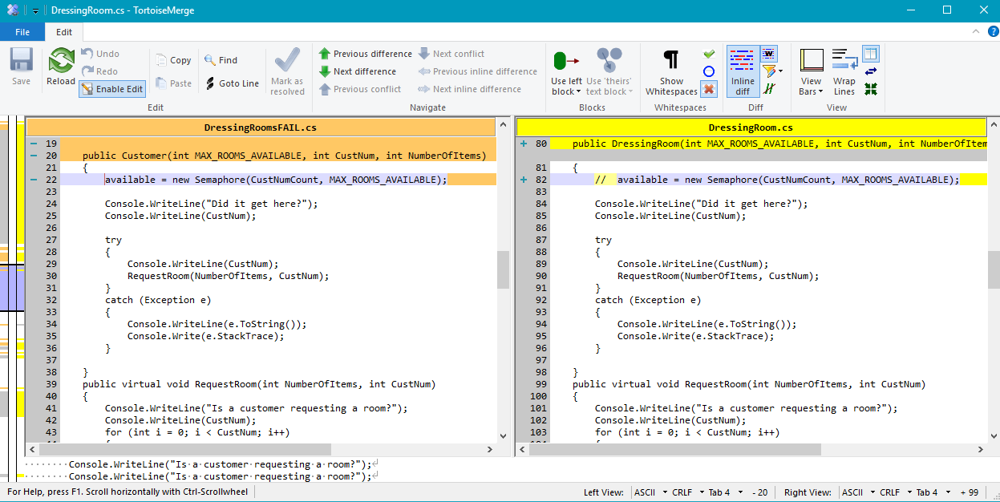 DressingRoom.cs - TortoiseMerge
File Edit
Save
Reload
Undo
Redo
Enable Edit
Copy
Paste
Find
Goto Line
Mark as resolved
Edit
Previous difference
Next difference
Previous conflict
Next conflict
Previous inline difference
Next inline difference
Navigate
Use left block
Use 'theirs' text block
Blocks
Show Whitespaces
Whitespaces
Inline diff
Diff
View Bars
Wrap Lines
View
DressingRoomsFAIL.cs
− 19
− 20 public Customer(int MAX_ROOMS_AVAILABLE, int CustNum, int NumberOfItems)
21 {
− 22 available = new Semaphore(CustNumCount, MAX_ROOMS_AVAILABLE);
23
24 Console.WriteLine("Did it get here?");
25 Console.WriteLine(CustNum);
26
27 try
28 {
29 Console.WriteLine(CustNum);
30 RequestRoom(NumberOfItems, CustNum);
31 }
32 catch (Exception e)
33 {
34 Console.WriteLine(e.ToString());
35 Console.Write(e.StackTrace);
36 }
37
38 }
39 public virtual void RequestRoom(int NumberOfItems, int CustNum)
40 {
41 Console.WriteLine("Is a customer requesting a room?");
42 Console.WriteLine(CustNum);
43 for (int i = 0; i < CustNum; i++)
DressingRoom.cs
+ 80 public DressingRoom(int MAX_ROOMS_AVAILABLE, int CustNum, int NumberOfItem
81 {
+ 82 // available = new Semaphore(CustNumCount, MAX_ROOMS_AVAILABLE);
83
84 Console.WriteLine("Did it get here?");
85 Console.WriteLine(CustNum);
86
87 try
88 {
89 Console.WriteLine(CustNum);
90 RequestRoom(NumberOfItems, CustNum);
91 }
92 catch (Exception e)
93 {
94 Console.WriteLine(e.ToString());
95 Console.Write(e.StackTrace);
96 }
97
98 }
99 public virtual void RequestRoom(int NumberOfItems, int CustNum)
100 {
101 Console.WriteLine("Is a customer requesting a room?");
102 Console.WriteLine(CustNum);
103 for (int i = 0; i < CustNum; i++)
········Console.WriteLine("Is·a·customer·requesting·a·room?");↵
········Console.WriteLine("Is·a·customer·requesting·a·room?");↵
For Help, press F1. Scroll horizontally with Ctrl-Scrollwheel
Left View: ASCII CRLF Tab 4 - 20 Right View: ASCII CRLF Tab 4 + 99